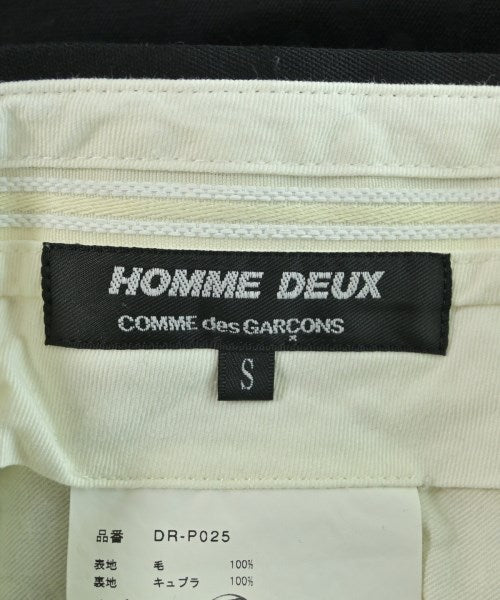 HOMME DEUX
COMME des GARÇONS
S
品番 DR-P025
表地 毛 100%
裏地 キュプラ 100%